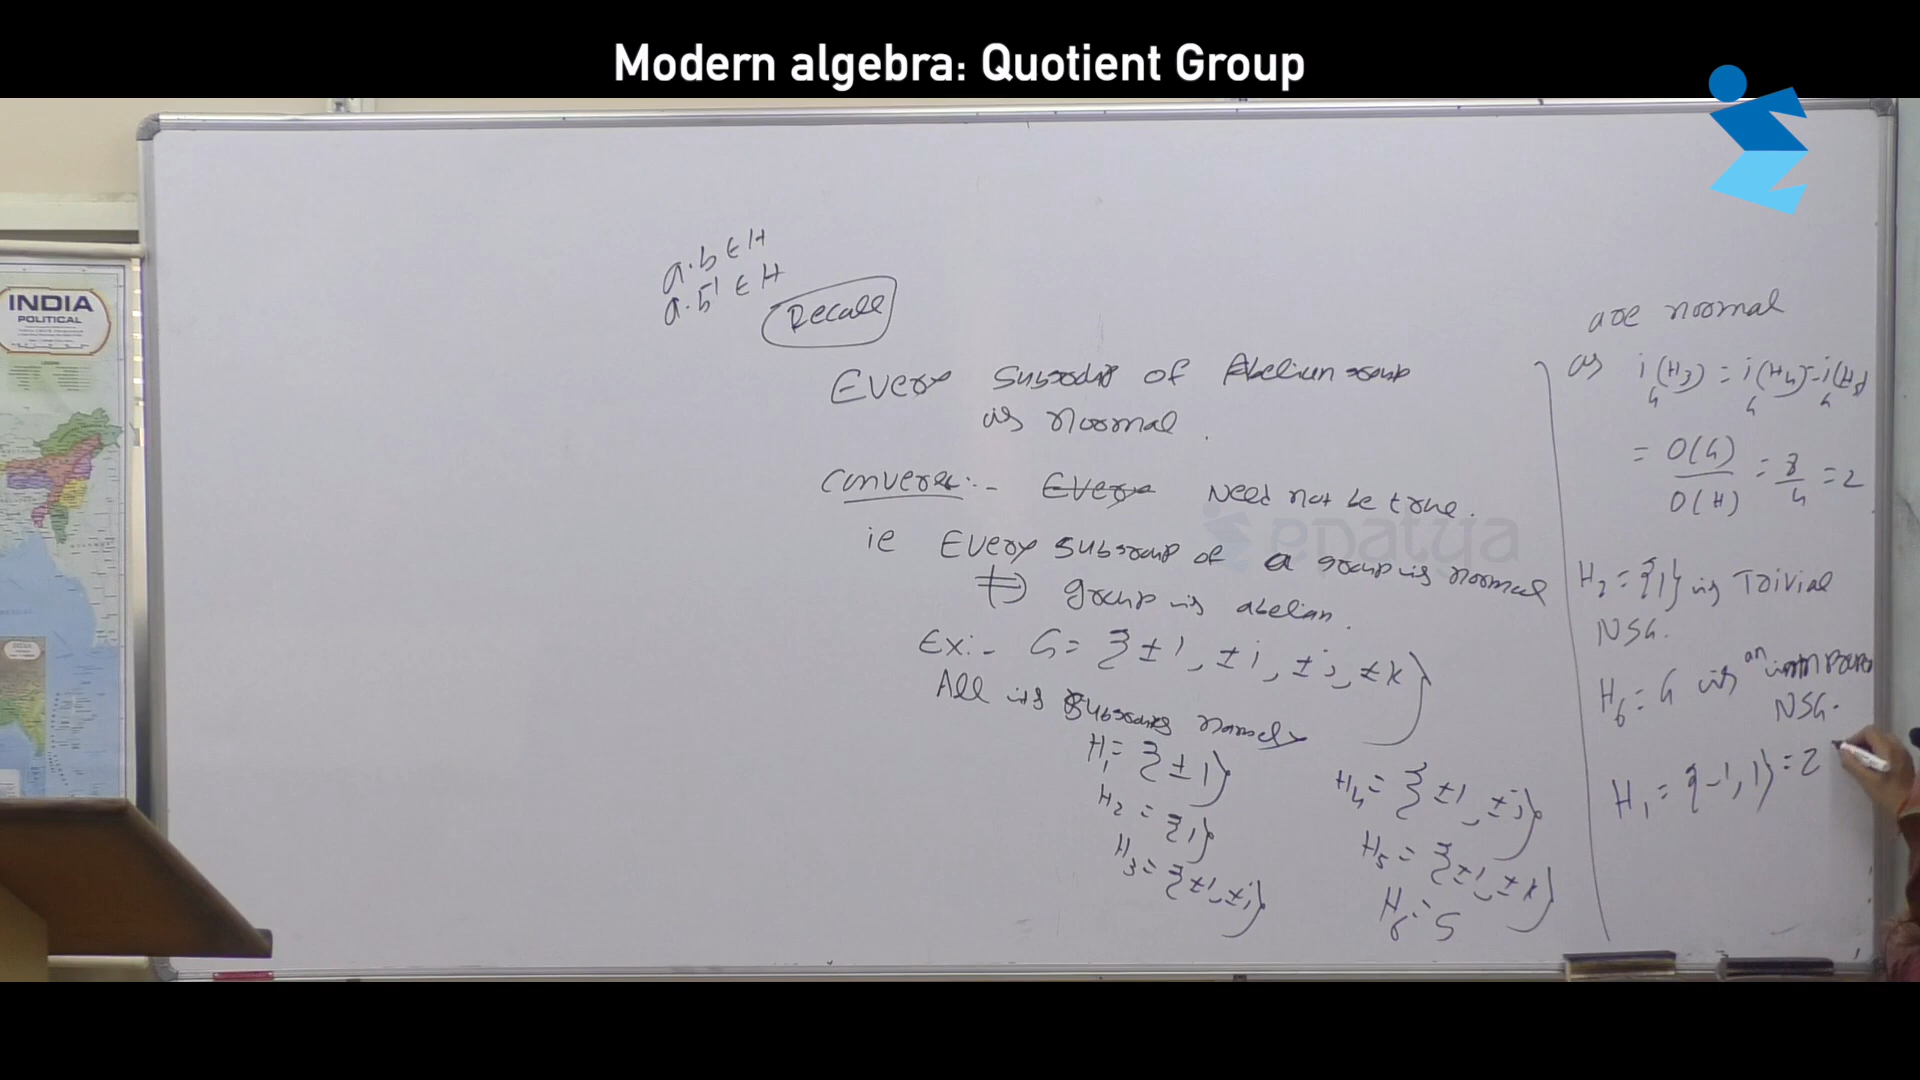 Modern algebra: Quotient Group
INDIA
POLITICAL
a.b ∈ H
a.b⁻¹ ∈ H
Recall
Every subgroup of Abelian group
is normal.
Converse:- Every Need not be true.
ie Every subgroup of a group is normal
⇏ group is abelian.
Ex:- G = {±1, ±i, ±j, ±k}
All its subgroups namely
H₁ = {±1}
H₂ = {1}
H₃ = {±1, ±i}
H₄ = {±1, ±j}
H₅ = {±1, ±k}
H₆ = G
are normal
as i_G(H₃) = i_G(H₄) = i_G(H₅)
= O(G)/O(H) = 8/4 = 2
H₂ = {1} is Trivial
NSG.
H₆ = G is an improper
NSG.
H₁ = {-1, 1} = Z
epatya